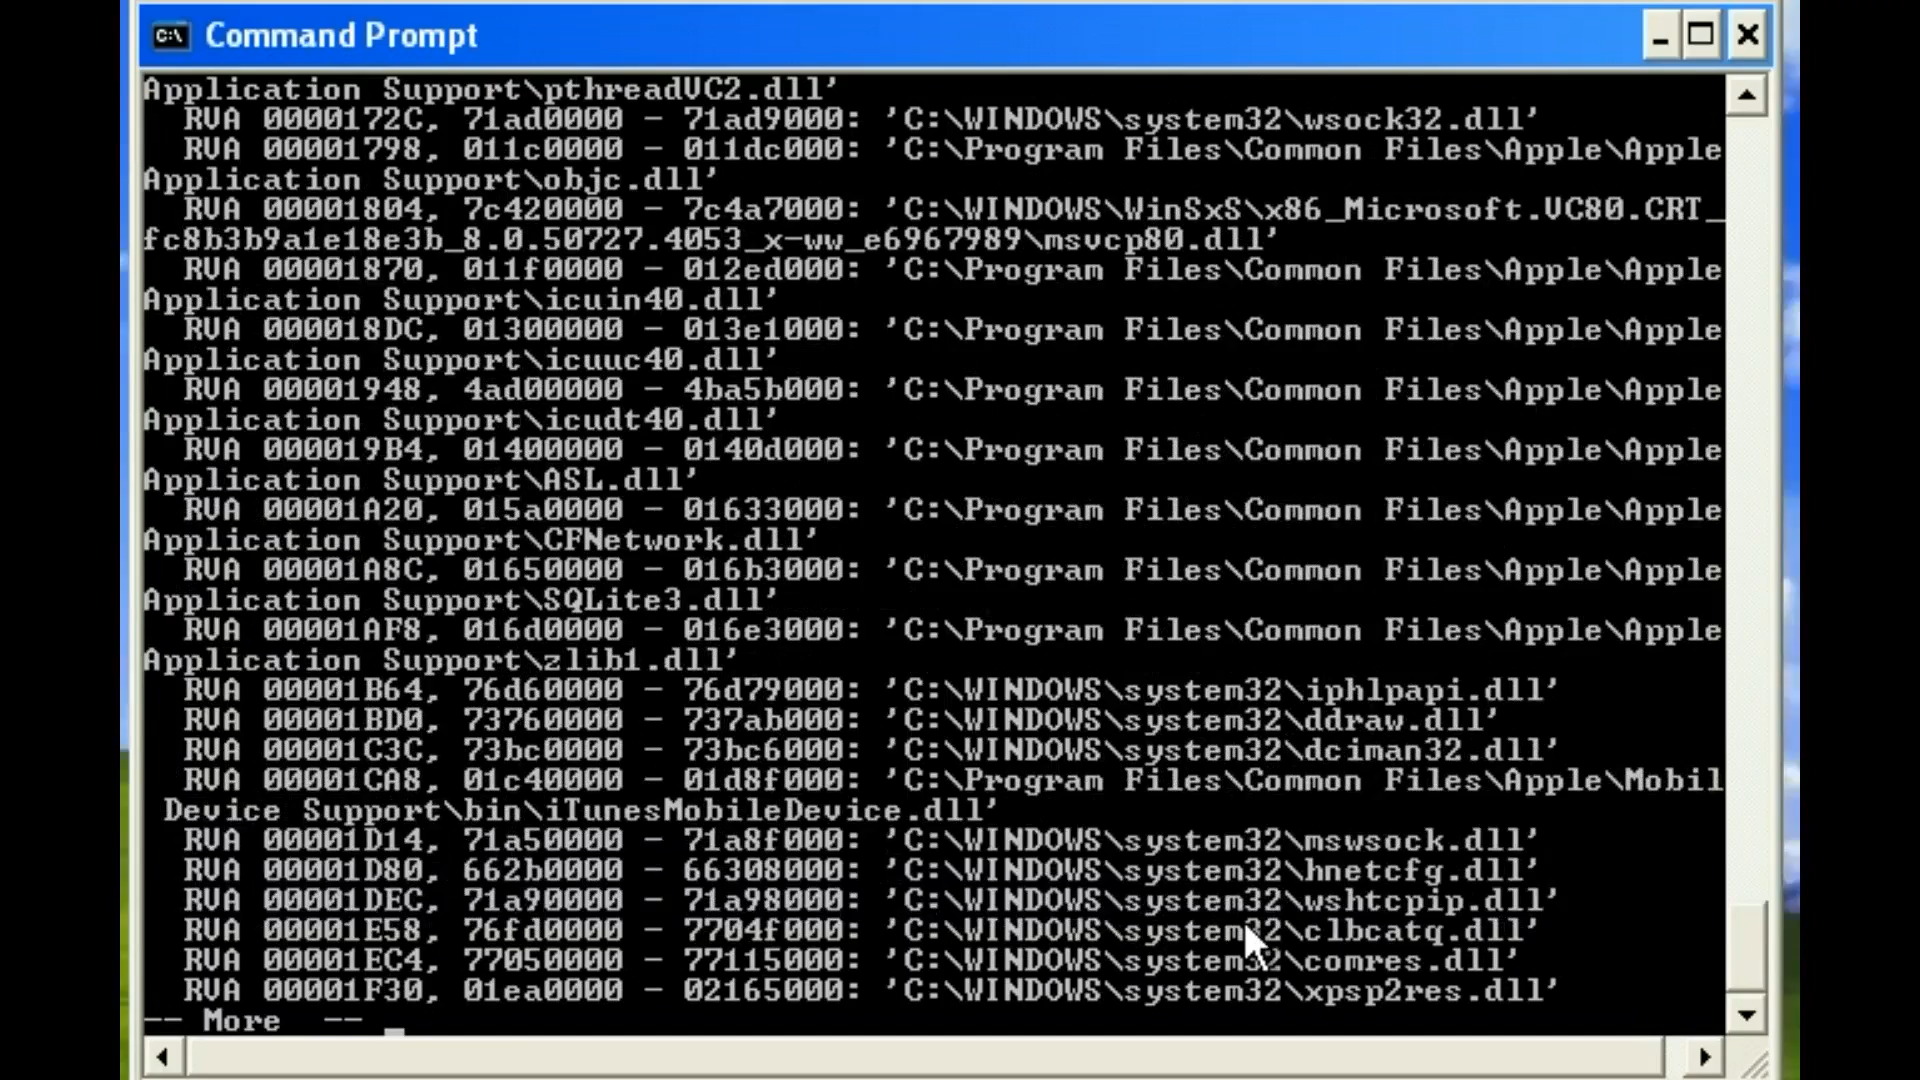 Command Prompt
Application Support\pthreadVC2.dll'
RVA 0000172C, 71ad0000 - 71ad9000: 'C:\WINDOWS\system32\wsock32.dll'
RVA 00001798, 011c0000 - 011dc000: 'C:\Program Files\Common Files\Apple\Apple
Application Support\objc.dll'
RVA 00001804, 7c420000 - 7c4a7000: 'C:\WINDOWS\WinSxS\x86_Microsoft.VC80.CRT_
fc8b3b9a1e18e3b_8.0.50727.4053_x-ww_e6967989\msvcp80.dll'
RVA 00001870, 011f0000 - 012ed000: 'C:\Program Files\Common Files\Apple\Apple
Application Support\icuin40.dll'
RVA 000018DC, 01300000 - 013e1000: 'C:\Program Files\Common Files\Apple\Apple
Application Support\icuuc40.dll'
RVA 00001948, 4ad00000 - 4ba5b000: 'C:\Program Files\Common Files\Apple\Apple
Application Support\icudt40.dll'
RVA 000019B4, 01400000 - 0140d000: 'C:\Program Files\Common Files\Apple\Apple
Application Support\ASL.dll'
RVA 00001A20, 015a0000 - 01633000: 'C:\Program Files\Common Files\Apple\Apple
Application Support\CFNetwork.dll'
RVA 00001A8C, 01650000 - 016b3000: 'C:\Program Files\Common Files\Apple\Apple
Application Support\SQLite3.dll'
RVA 00001AF8, 016d0000 - 016e3000: 'C:\Program Files\Common Files\Apple\Apple
Application Support\zlib1.dll'
RVA 00001B64, 76d60000 - 76d79000: 'C:\WINDOWS\system32\iphlpapi.dll'
RVA 00001BD0, 73760000 - 737ab000: 'C:\WINDOWS\system32\ddraw.dll'
RVA 00001C3C, 73bc0000 - 73bc6000: 'C:\WINDOWS\system32\dciman32.dll'
RVA 00001CA8, 01c40000 - 01d8f000: 'C:\Program Files\Common Files\Apple\Mobil
Device Support\bin\iTunesMobileDevice.dll'
RVA 00001D14, 71a50000 - 71a8f000: 'C:\WINDOWS\system32\mswsock.dll'
RVA 00001D80, 662b0000 - 66308000: 'C:\WINDOWS\system32\hnetcfg.dll'
RVA 00001DEC, 71a90000 - 71a98000: 'C:\WINDOWS\system32\wshtcpip.dll'
RVA 00001E58, 76fd0000 - 7704f000: 'C:\WINDOWS\system32\clbcatq.dll'
RVA 00001EC4, 77050000 - 77115000: 'C:\WINDOWS\system32\comres.dll'
RVA 00001F30, 01ea0000 - 02165000: 'C:\WINDOWS\system32\xpsp2res.dll'
-- More -- _